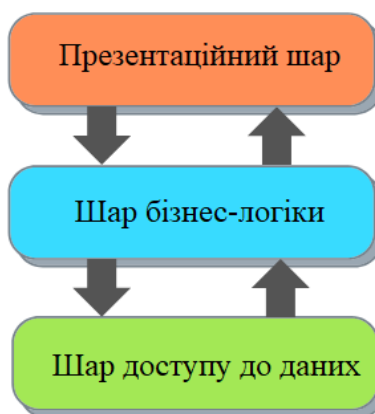 Презентаційний шар
Шар бізнес-логіки
Шар доступу до даних